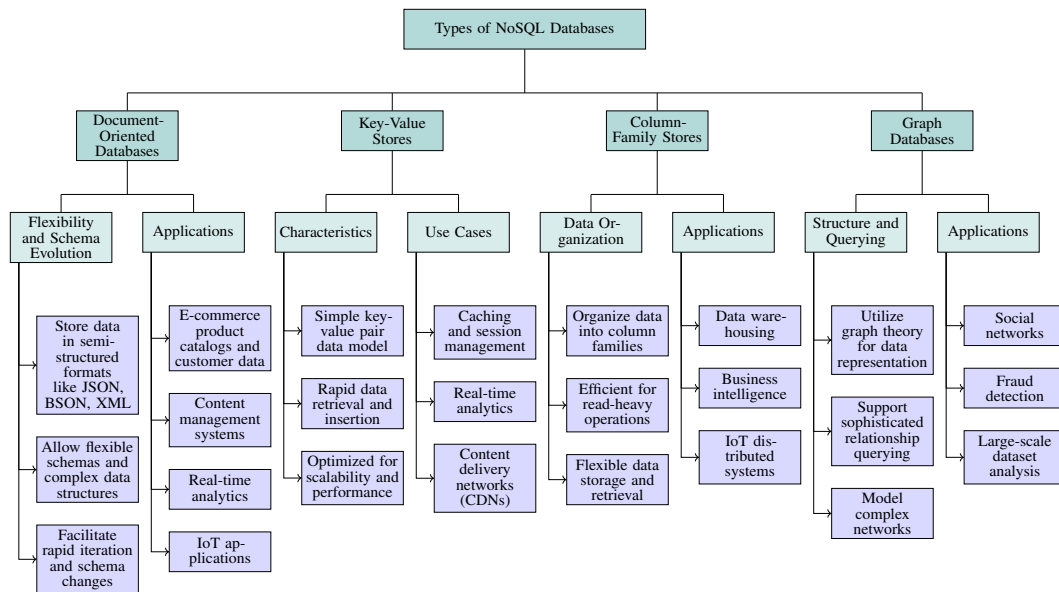 Types of NoSQL Databases
Document-
Oriented
Databases
Key-Value
Stores
Column-
Family Stores
Graph
Databases
Flexibility
and Schema
Evolution
Applications
Characteristics
Use Cases
Data Or-
ganization
Applications
Structure and
Querying
Applications
Store data
in semi-
structured
formats
like JSON,
BSON, XML
Allow flexible
schemas and
complex data
structures
Facilitate
rapid iteration
and schema
changes
E-commerce
product
catalogs and
customer data
Content
management
systems
Real-time
analytics
IoT ap-
plications
Simple key-
value pair
data model
Rapid data
retrieval and
insertion
Optimized for
scalability and
performance
Caching
and session
management
Real-time
analytics
Content
delivery
networks
(CDNs)
Organize data
into column
families
Efficient for
read-heavy
operations
Flexible data
storage and
retrieval
Data ware-
housing
Business
intelligence
IoT dis-
tributed
systems
Utilize
graph theory
for data
representation
Support
sophisticated
relationship
querying
Model
complex
networks
Social
networks
Fraud
detection
Large-scale
dataset
analysis